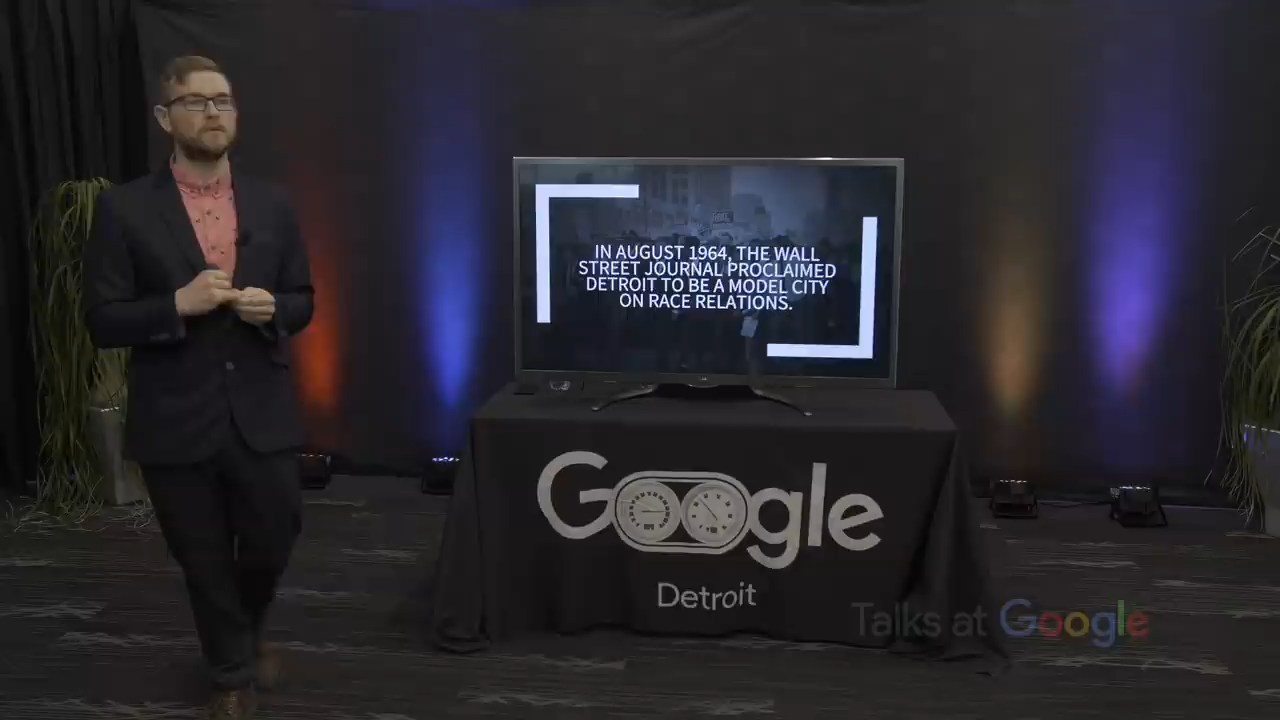 IN AUGUST 1964, THE WALL
STREET JOURNAL PROCLAIMED
DETROIT TO BE A MODEL CITY
ON RACE RELATIONS.
Google
Detroit
Talks at Google